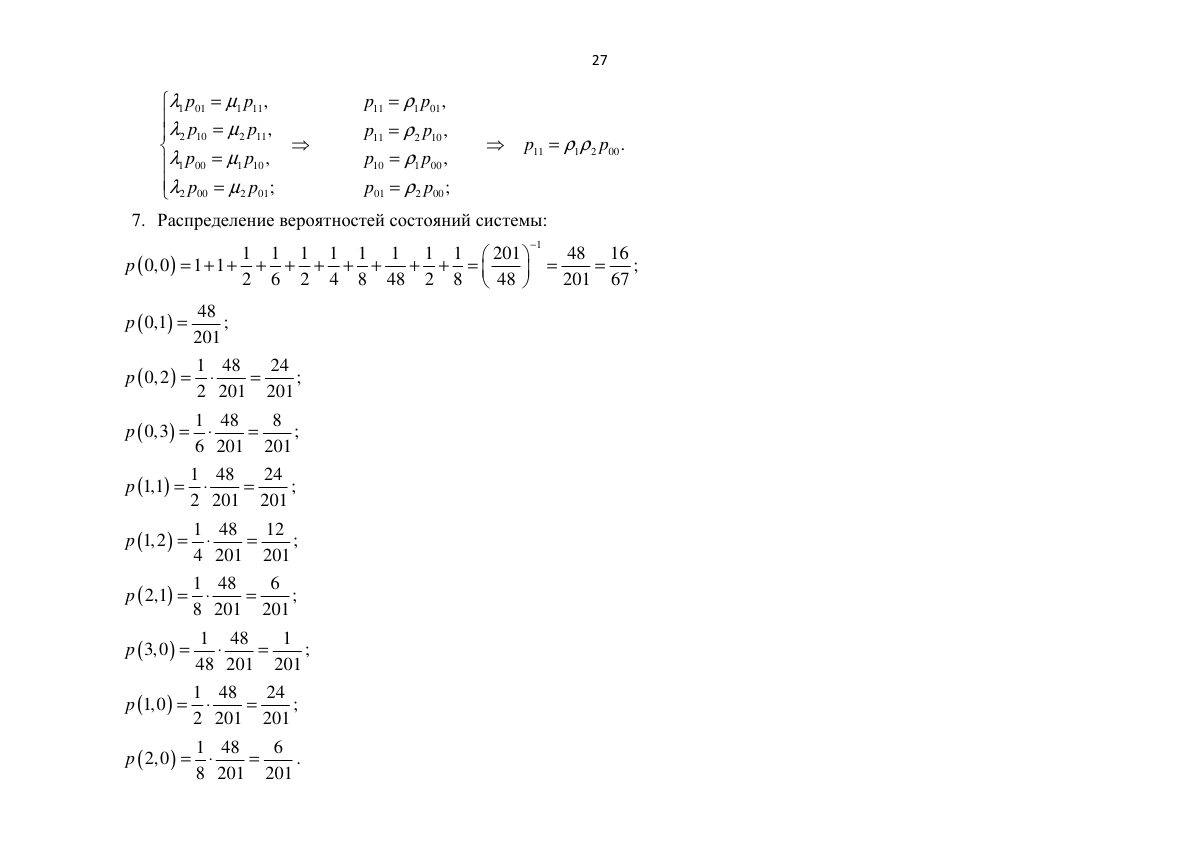 27
λ₁p₀₁ = μ₁p₁₁, p₁₁ = ρ₁p₀₁,
λ₂p₁₀ = μ₂p₁₁, ⇒ p₁₁ = ρ₂p₁₀, ⇒ p₁₁ = ρ₁ρ₂p₀₀.
λ₁p₀₀ = μ₁p₁₀, p₁₀ = ρ₁p₀₀,
λ₂p₀₀ = μ₂p₀₁; p₀₁ = ρ₂p₀₀;
7. Распределение вероятностей состояний системы:
p(0,0) = 1+1+1/2+1/6+1/2+1/4+1/8+1/48+1/2+1/8 = (201/48)⁻¹ = 48/201 = 16/67;
p(0,1) = 48/201;
p(0,2) = 1/2 · 48/201 = 24/201;
p(0,3) = 1/6 · 48/201 = 8/201;
p(1,1) = 1/2 · 48/201 = 24/201;
p(1,2) = 1/4 · 48/201 = 12/201;
p(2,1) = 1/8 · 48/201 = 6/201;
p(3,0) = 1/48 · 48/201 = 1/201;
p(1,0) = 1/2 · 48/201 = 24/201;
p(2,0) = 1/8 · 48/201 = 6/201.